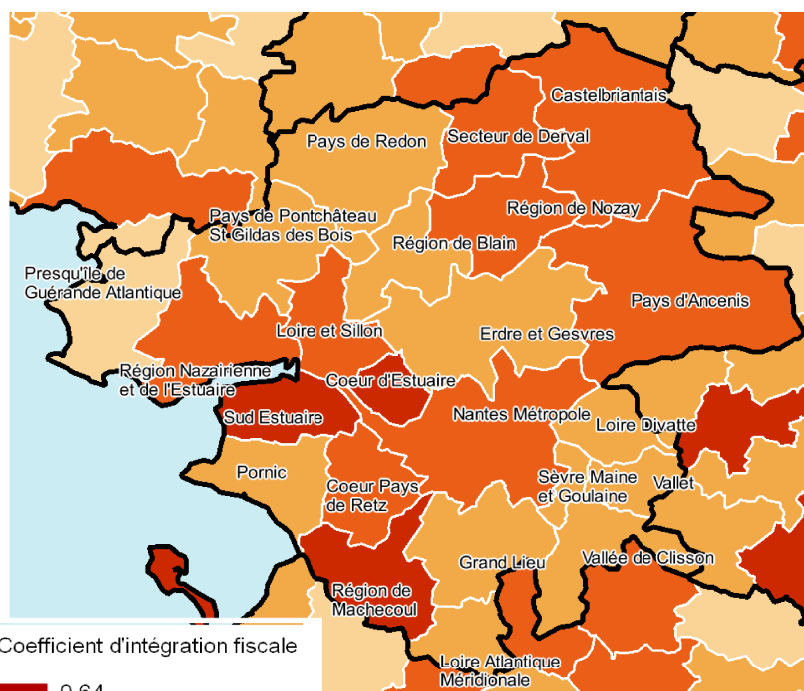 Castelbriantais
Pays de Redon
Secteur de Derval
Pays de Pontchâteau
St Gildas des Bois
Région de Nozay
Région de Blain
Presqu'île de
Guérande Atlantique
Pays d'Ancenis
Loire et Sillon
Erdre et Gesvres
Région Nazairienne
et de l'Estuaire
Coeur d'Estuaire
Sud Estuaire
Nantes Métropole
Loire Divatte
Pornic
Coeur Pays
de Retz
Sèvre Maine
et Goulaine
Vallet
Grand Lieu
Vallée de Clisson
Région de
Machecoul
Coefficient d'intégration fiscale
Loire Atlantique
Méridionale
0,64